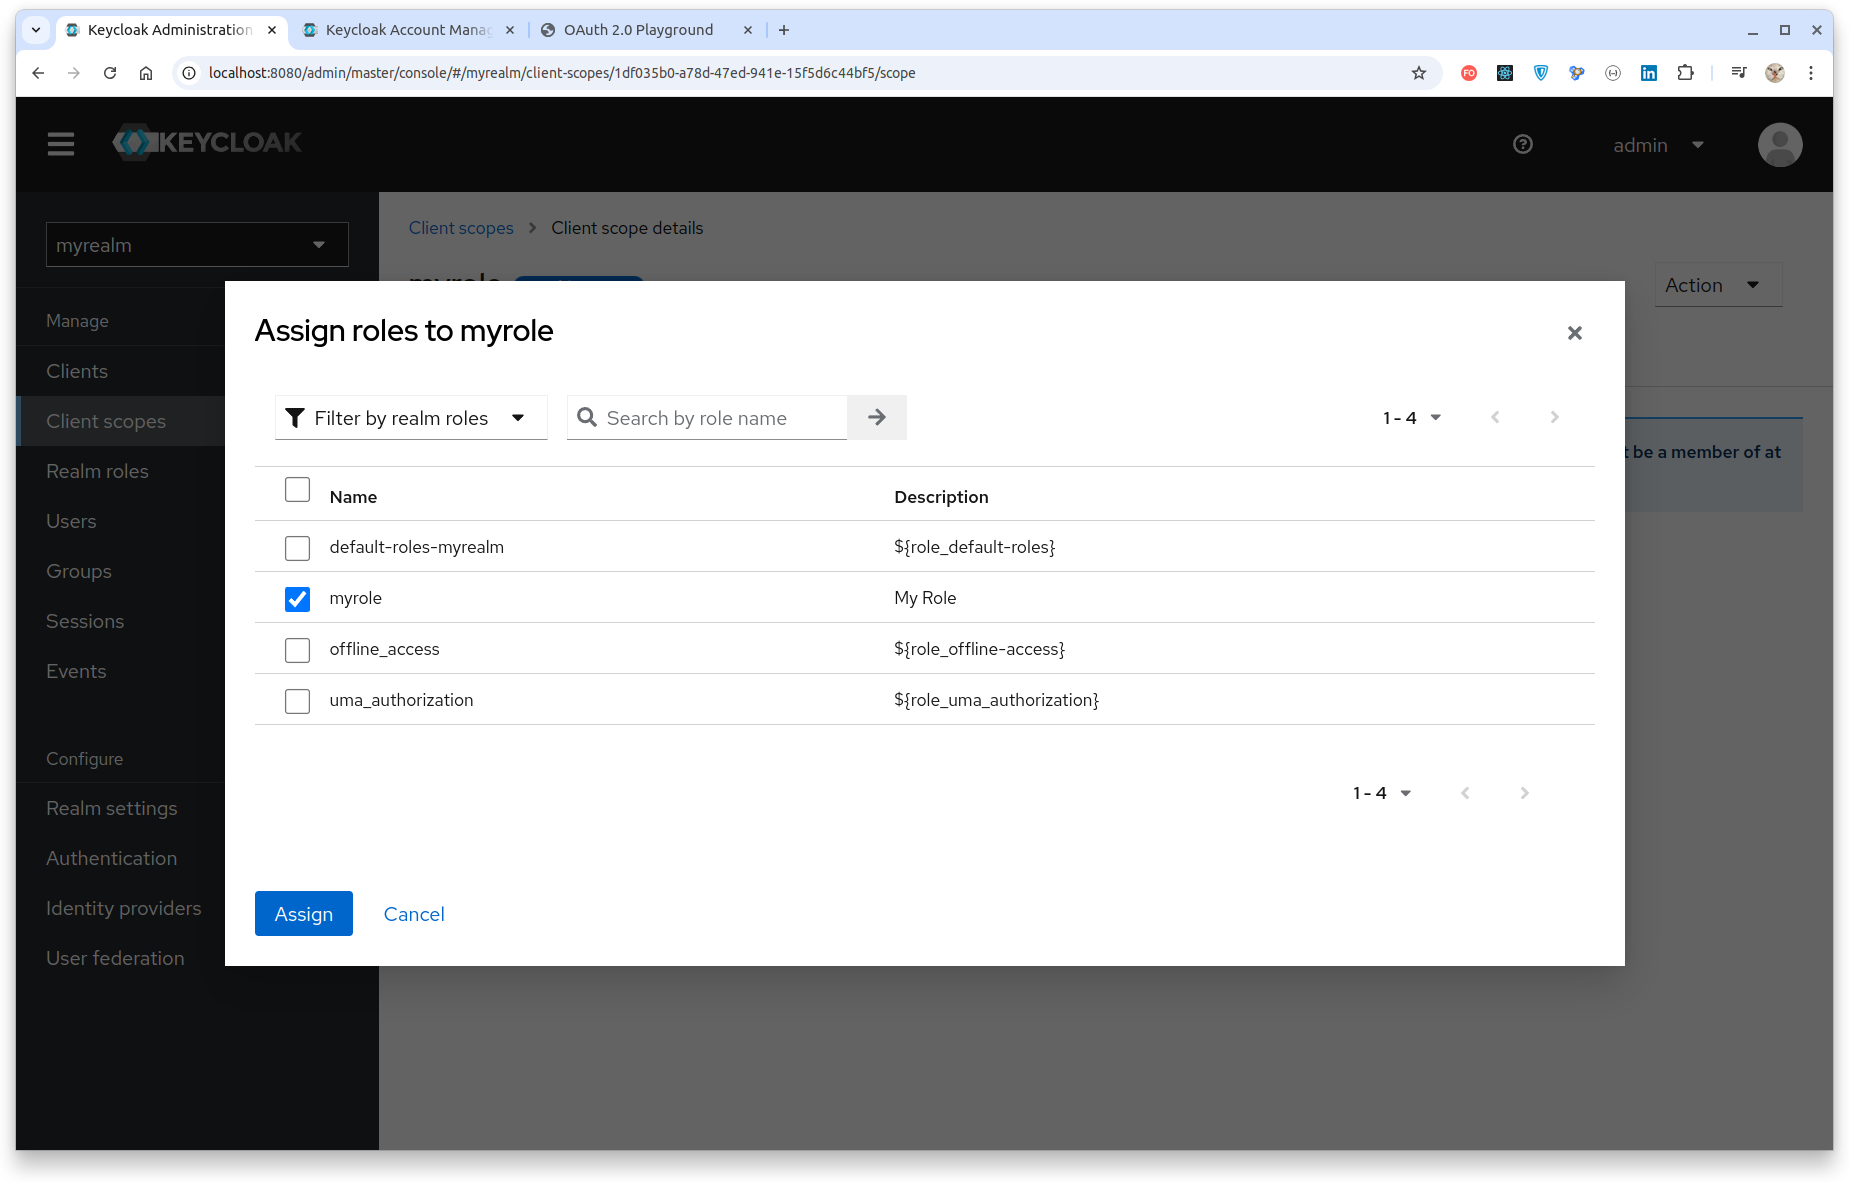 Keycloak Administration
Keycloak Account Mana
OAuth 2.0 Playground
localhost:8080/admin/master/console/#/myrealm/client-scopes/1df035b0-a78d-47ed-941e-15f5d6c44bf5/scope
KEYCLOAK
admin
myrealm
Client scopes
Client scope details
myrole
Action
Manage
Clients
Client scopes
Realm roles
Users
Groups
Sessions
Events
Configure
Realm settings
Authentication
Identity providers
User federation
be a member of at
Assign roles to myrole
Filter by realm roles
Search by role name
1 - 4
Name
Description
default-roles-myrealm
${role_default-roles}
myrole
My Role
offline_access
${role_offline-access}
uma_authorization
${role_uma_authorization}
1 - 4
Assign
Cancel